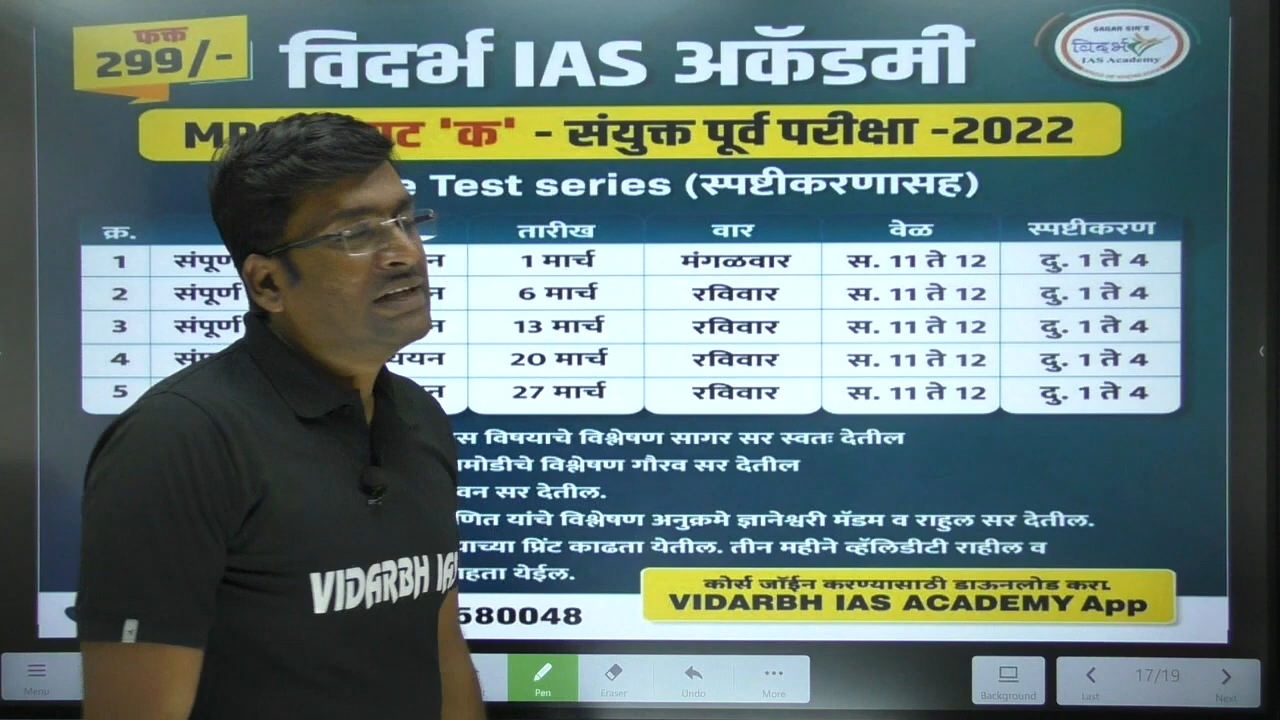 फक्त
299/-
विदर्भ IAS अकॅडमी
SAGAR SIR'S
विदर्भ
IAS Academy
'क' - संयुक्त पूर्व परीक्षा -2022
Test series (स्पष्टीकरणासह)
क्र. तारीख वार वेळ स्पष्टीकरण
1 1 मार्च मंगळवार स. 11 ते 12 दु. 1 ते 4
2 6 मार्च रविवार स. 11 ते 12 दु. 1 ते 4
3 13 मार्च रविवार स. 11 ते 12 दु. 1 ते 4
4 20 मार्च रविवार स. 11 ते 12 दु. 1 ते 4
5 27 मार्च रविवार स. 11 ते 12 दु. 1 ते 4
विषयाचे विश्लेषण सागर सर स्वतः देतील
विश्लेषण गौरव सर देतील
सर देतील.
यांचे विश्लेषण अनुक्रमे ज्ञानेश्वरी मॅडम व राहुल सर देतील.
प्रिंट काढता येतील. तीन महीने व्हॅलिडीटी राहील व
येईल.
कोर्स जॉईन करण्यासाठी डाऊनलोड करा.
VIDARBH IAS ACADEMY App
580048
VIDARBH IAS
Menu Pen Eraser Undo More Background Last 17/19 Next